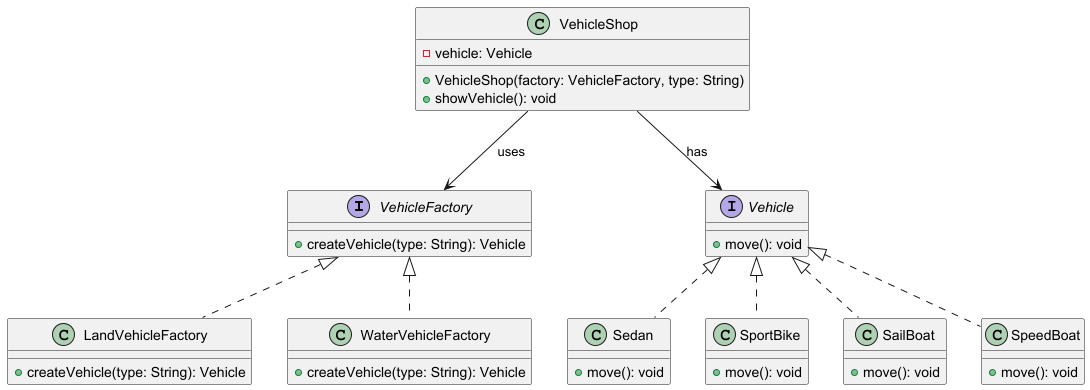 C VehicleShop
vehicle: Vehicle
VehicleShop(factory: VehicleFactory, type: String)
showVehicle(): void
uses
has
I VehicleFactory
createVehicle(type: String): Vehicle
I Vehicle
move(): void
C LandVehicleFactory
createVehicle(type: String): Vehicle
C WaterVehicleFactory
createVehicle(type: String): Vehicle
C Sedan
move(): void
C SportBike
move(): void
C SailBoat
move(): void
C SpeedBoat
move(): void